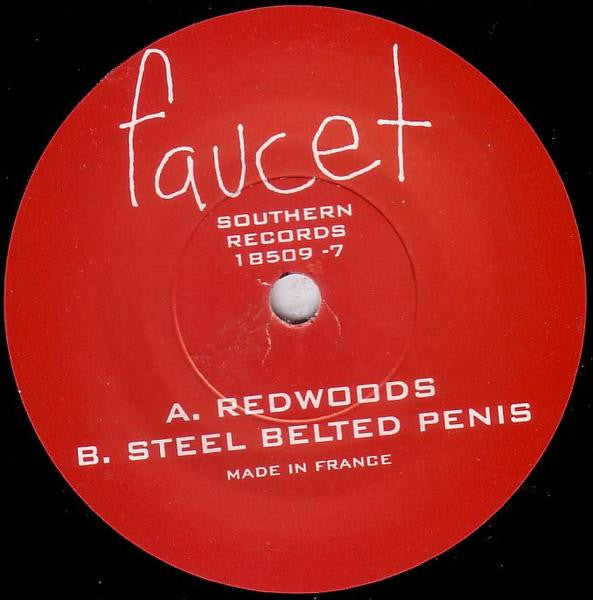 faucet
SOUTHERN
RECORDS
18509 -7
A. REDWOODS
B. STEEL BELTED PENIS
MADE IN FRANCE